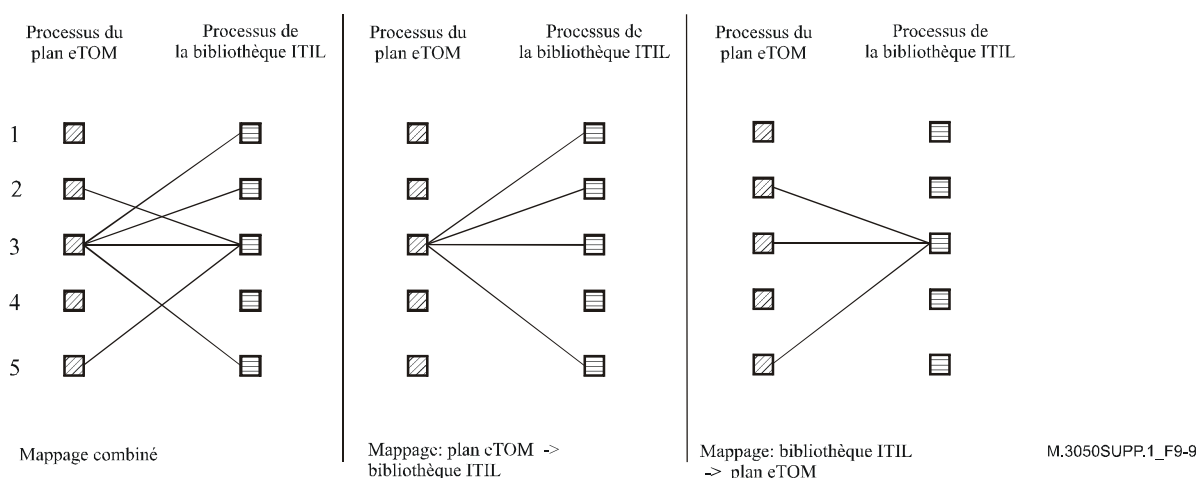 Processus du
plan eTOM
Processus de
la bibliothèque ITIL
Processus du
plan eTOM
Processus de
la bibliothèque ITIL
Processus du
plan eTOM
Processus de
la bibliothèque ITIL
1
2
3
4
5
Mappage combiné
Mappage: plan eTOM ->
bibliothèque ITIL
Mappage: bibliothèque ITIL
-> plan eTOM
M.3050SUPP.1_F9-9